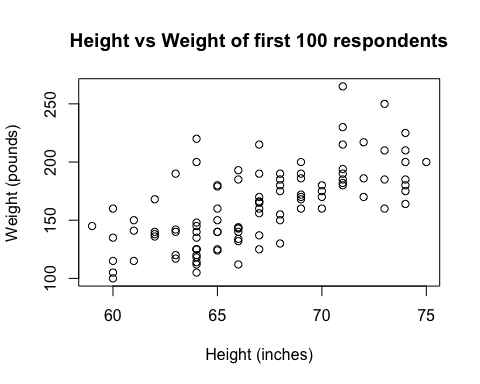 Height vs Weight of first 100 respondents
Weight (pounds)
250
200
150
100
60 65 70 75
Height (inches)